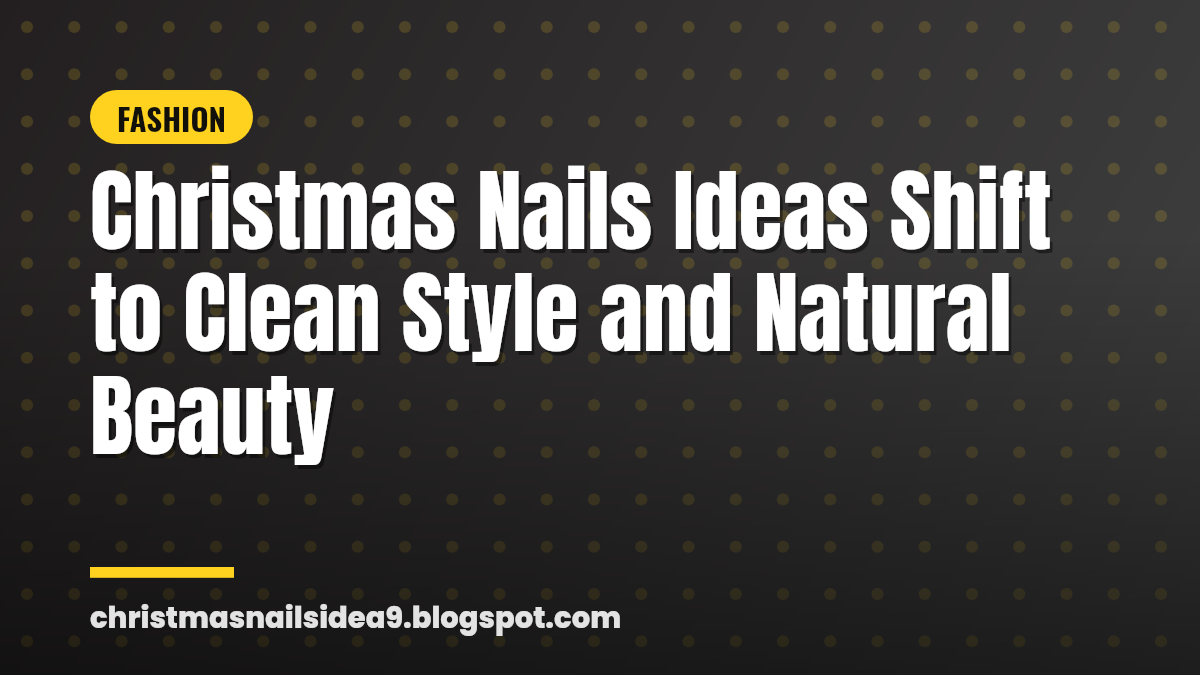 FASHION
Christmas Nails Ideas Shift
to Clean Style and Natural
Beauty
christmasnailsidea9.blogspot.com